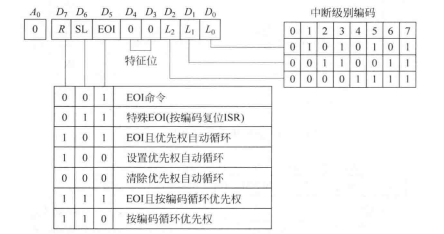 A0 D7 D6 D5 D4 D3 D2 D1 D0
0 R SL EOI 0 0 L2 L1 L0
特征位
中断级别编码
0 1 2 3 4 5 6 7
0 1 0 1 0 1 0 1
0 0 1 1 0 0 1 1
0 0 0 0 1 1 1 1
0 0 1 EOI命令
0 1 1 特殊EOI(按编码复位ISR)
1 0 1 EOI且优先权自动循环
1 0 0 设置优先权自动循环
0 0 0 清除优先权自动循环
1 1 1 EOI且按编码循环优先权
1 1 0 按编码循环优先权